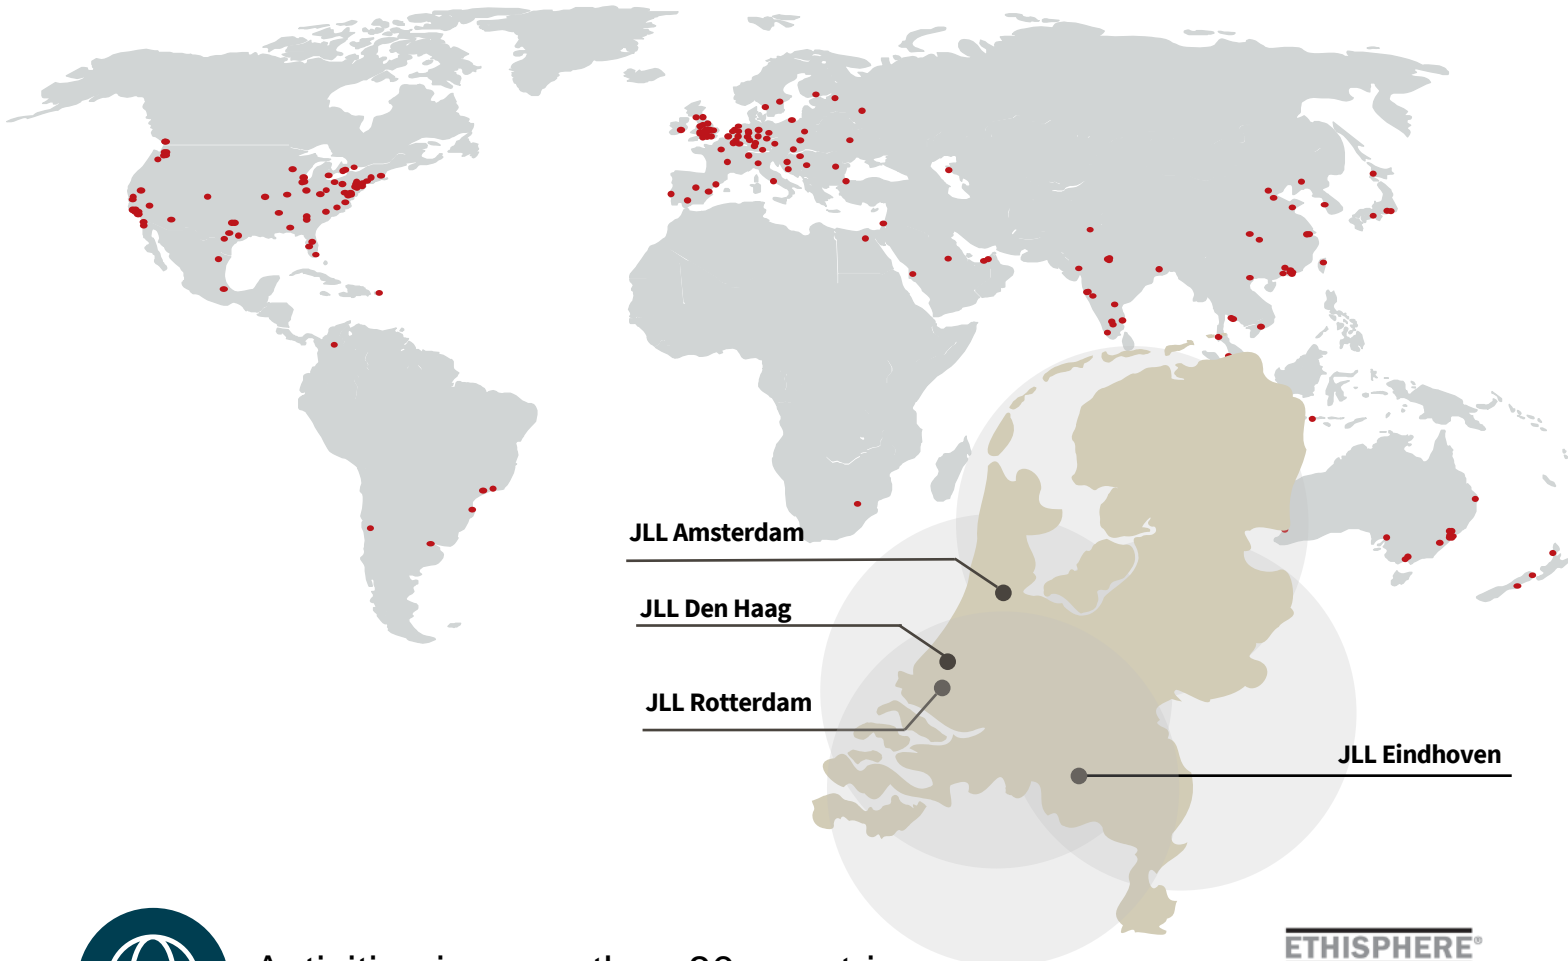 JLL Amsterdam
JLL Den Haag
JLL Rotterdam
JLL Eindhoven
ETHISPHERE®